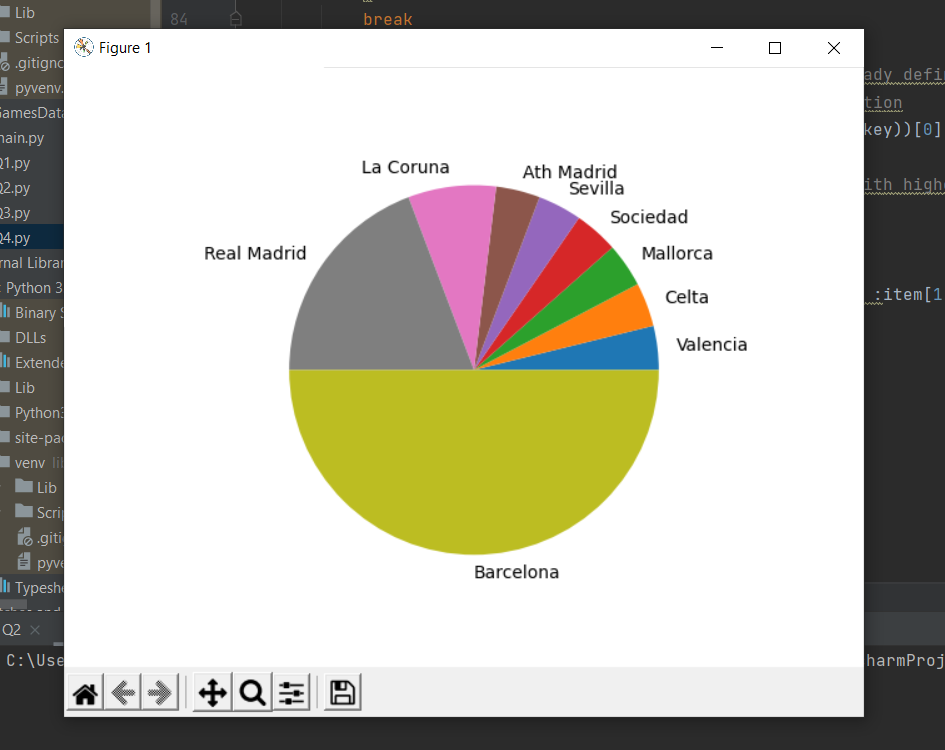 Lib
84
break
Scripts
Figure 1
.gitignc
ady defin
pyvenv.
tion
GamesData
key))[0]
main.py
Q1.py
Q2.py
ith highe
Q3.py
Q4.py
rnal Librar
Python 3
:item[1
Binary S
DLLs
Extende
Lib
Python3
site-pac
venv lib
Lib
Scrip
.gitig
pyve
Typeshe
La Coruna
Ath Madrid
Sevilla
Sociedad
Real Madrid
Mallorca
Celta
Valencia
Barcelona
Q2
C:\Use
harmProj